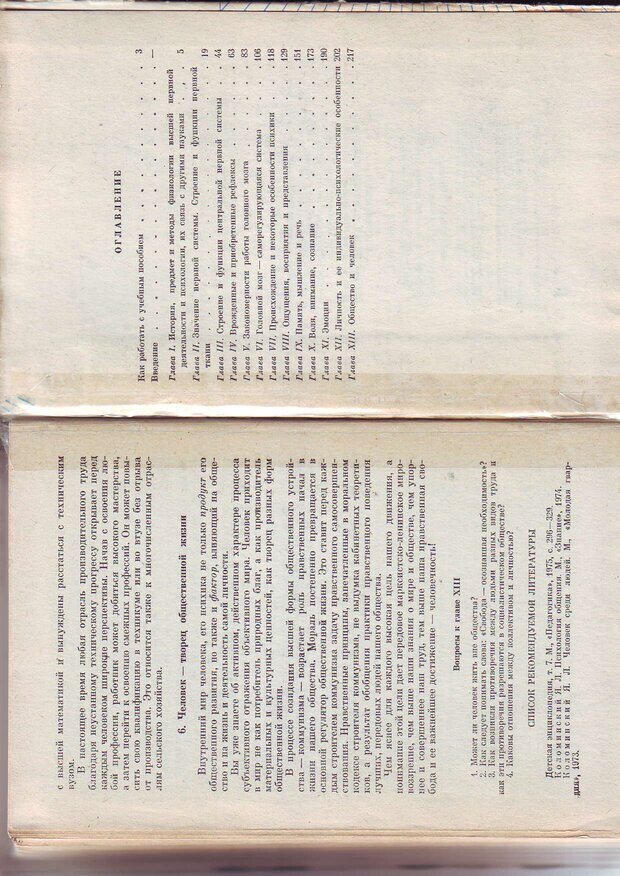 с высшей математикой и вынуждены расстаться с техническим
вузом.
В настоящее время любая отрасль производительного труда
благодаря неустанному техническому прогрессу открывает перед
каждым человеком широкие перспективы. Начав с освоения лю-
бой профессии, работник может добиться высокого мастерства,
а затем перейти к освоению смежных профессий. Он может повы-
сить свою квалификацию в техникуме или во втузе без отрыва
от производства. Это относится также к многочисленным отрас-
лям сельского хозяйства.
6. Человек — творец общественной жизни
Внутренний мир человека, его психика не только продукт его
общественного развития, но также и фактор, влияющий на обще-
ство и на формы деятельности самого человека.
Вы уже знаете об активном, действенном характере процесса
субъективного отражения объективного мира. Человек приходит
в мир не как потребитель природных благ, а как производитель
материальных и культурных ценностей, как творец разных форм
общественной жизни.
В процессе созидания высшей формы общественного устрой-
ства — коммунизма — возрастает роль нравственных начал в
жизни нашего общества. Мораль постепенно превращается в
основной регулятор общественной жизни. Это ставит перед каж-
дым строителем коммунизма задачу нравственного самосовершен-
ствования. Нравственные принципы, запечатленные в моральном
кодексе строителя коммунизма, не выдумка кабинетных теорети-
ков, а результат обобщения практики нравственного поведения
лучших, передовых людей нашего общества.
Чем яснее для каждого высокая цель нашего движения, а
понимание этой цели дает передовое марксистско-ленинское миро-
воззрение, чем выше наши знания о мире и обществе, чем упор-
нее и совершеннее наш труд, тем выше наша нравственная сво-
бода и ее важнейшее достижение — человечность!
Вопросы к главе XIII
1. Может ли человек жить вне общества?
2. Как следует понимать слова: «Свобода — осознанная необходимость»?
3. Как возникли противоречия между людьми разных видов труда и
как эти противоречия разрешаются в социалистическом обществе?
4. Каковы отношения между коллективом и личностью?
СПИСОК РЕКОМЕНДУЕМОЙ ЛИТЕРАТУРЫ
Детская энциклопедия, т. 7. М., «Педагогика», 1975, с. 296—329.
Коломинский Я. Л. Психология общения. М., «Знание», 1974.
Коломинский Я. Л. Человек среди людей. М., «Молодая гвар-
дия», 1973.
ОГЛАВЛЕНИЕ
Как работать с учебным пособием . . . . . . . . 3
Введение . . . . . . . . . . —
Глава I. История, предмет и методы физиологии высшей нервной
деятельности и психологии, их связь с другими науками . . 5
Глава II. Значение нервной системы. Строение и функции нервной
ткани . . . . . . . . . . 19
Глава III. Строение и функции центральной нервной системы . . 44
Глава IV. Врожденные и приобретенные рефлексы . . . . 63
Глава V. Закономерности работы головного мозга . . . . 83
Глава VI. Головной мозг — саморегулирующаяся система . . . 106
Глава VII. Происхождение и некоторые особенности психики . . 118
Глава VIII. Ощущения, восприятия и представления . . . . 129
Глава IX. Память, мышление и речь . . . . . . 151
Глава X. Воля, внимание, сознание . . . . . . 173
Глава XI. Эмоции . . . . . . . . . 190
Глава XII. Личность и ее индивидуально-психологические особенности 202
Глава XIII. Общество и человек . . . . . . . 217